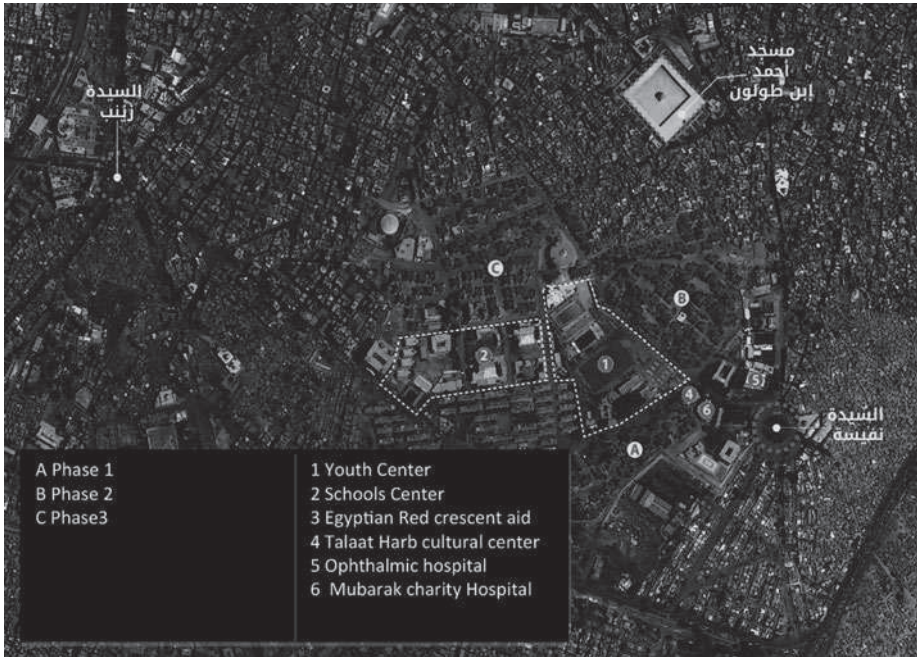 مسجد
أحمد
إبن طولون
السيدة
زينب
C
B
2
1
5
4
6
السيدة
نفيسة
A
A Phase 1
B Phase 2
C Phase3
1 Youth Center
2 Schools Center
3 Egyptian Red crescent aid
4 Talaat Harb cultural center
5 Ophthalmic hospital
6 Mubarak charity Hospital